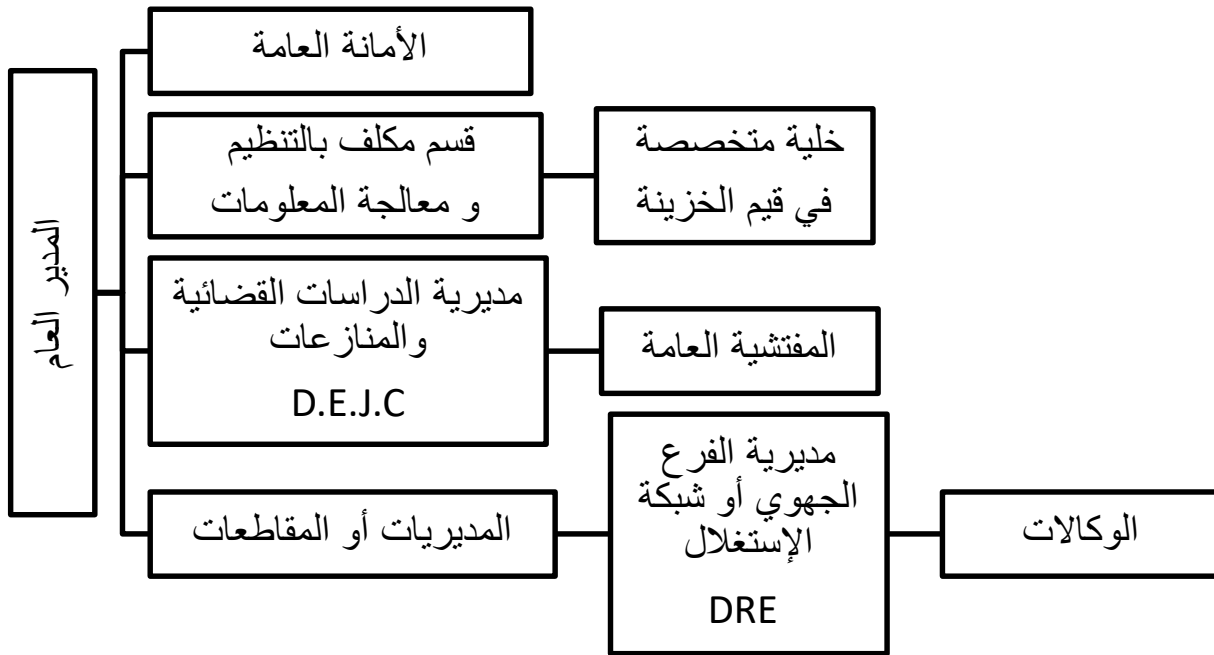 المدير العام
الأمانة العامة
قسم مكلف بالتنظيم
و معالجة المعلومات
خلية متخصصة
في قيم الخزينة
مديرية الدراسات القضائية
والمنازعات
D.E.J.C
المفتشية العامة
المديريات أو المقاطعات
مديرية الفرع
الجهوي أو شبكة
الإستغلال
DRE
الوكالات